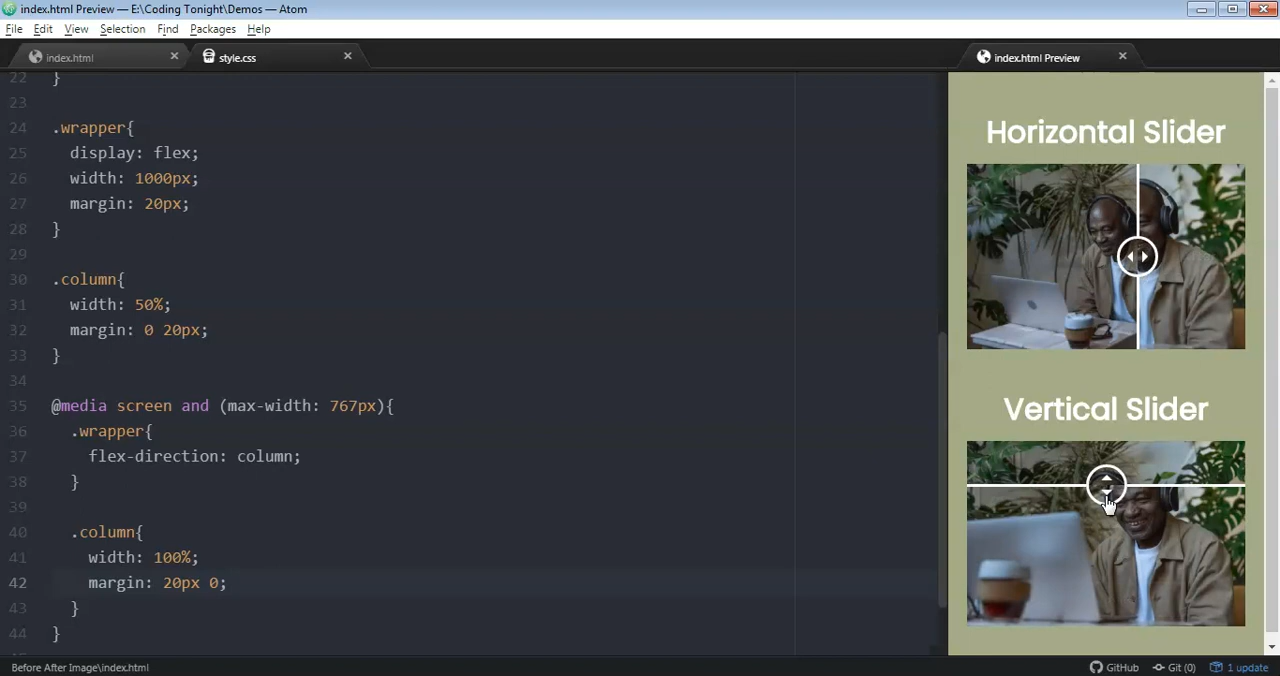 index.html Preview — E:\Coding Tonight\Demos — Atom
File Edit View Selection Find Packages Help
index.html
style.css
index.html Preview
22 }
23
24 .wrapper{
25 display: flex;
26 width: 1000px;
27 margin: 20px;
28 }
29
30 .column{
31 width: 50%;
32 margin: 0 20px;
33 }
34
35 @media screen and (max-width: 767px){
36 .wrapper{
37 flex-direction: column;
38 }
39
40 .column{
41 width: 100%;
42 margin: 20px 0;
43 }
44 }
Horizontal Slider
Vertical Slider
Before After Image\index.html
GitHub Git (0) 1 update